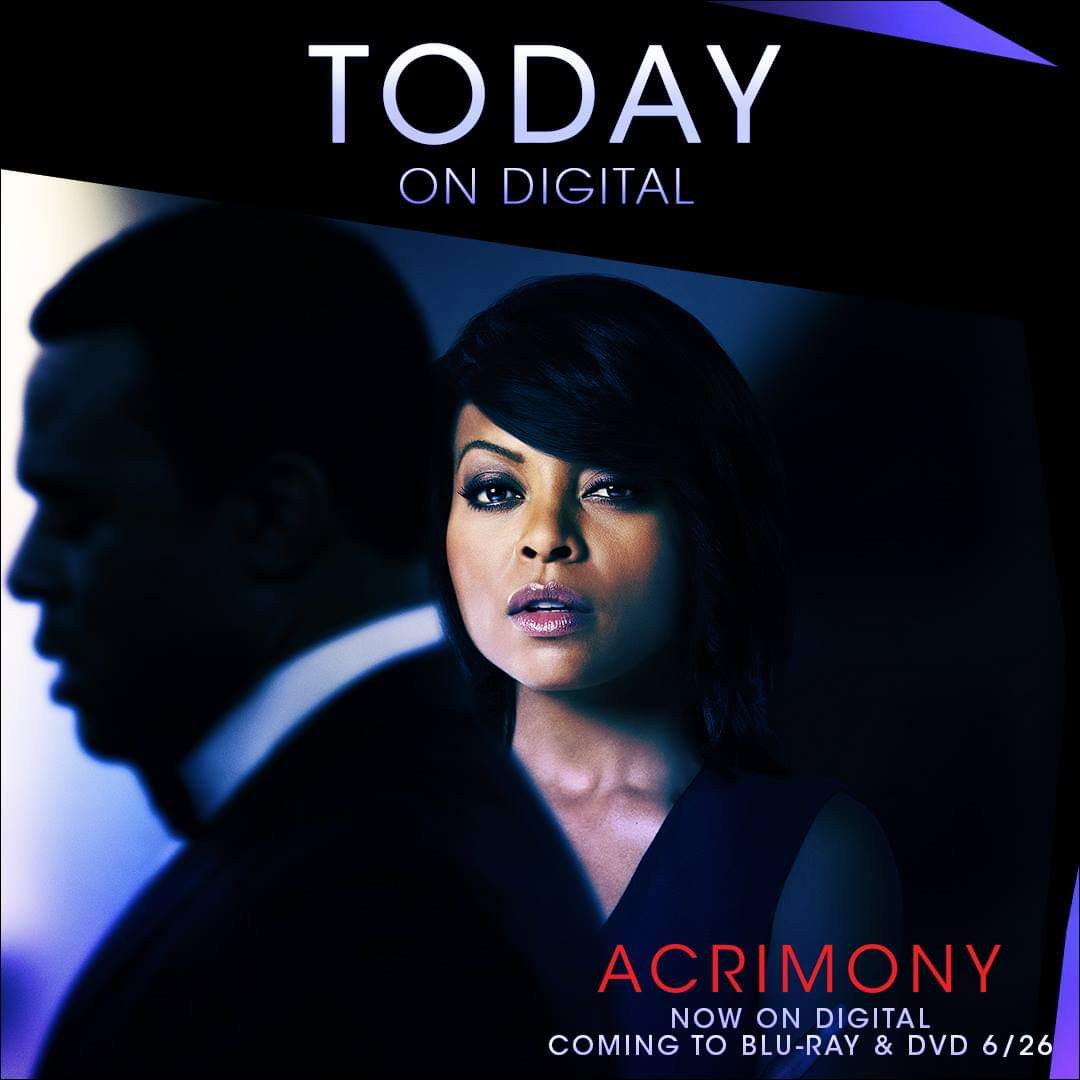 TODAY
ON DIGITAL
ACRIMONY
NOW ON DIGITAL
COMING TO BLU-RAY & DVD 6/26